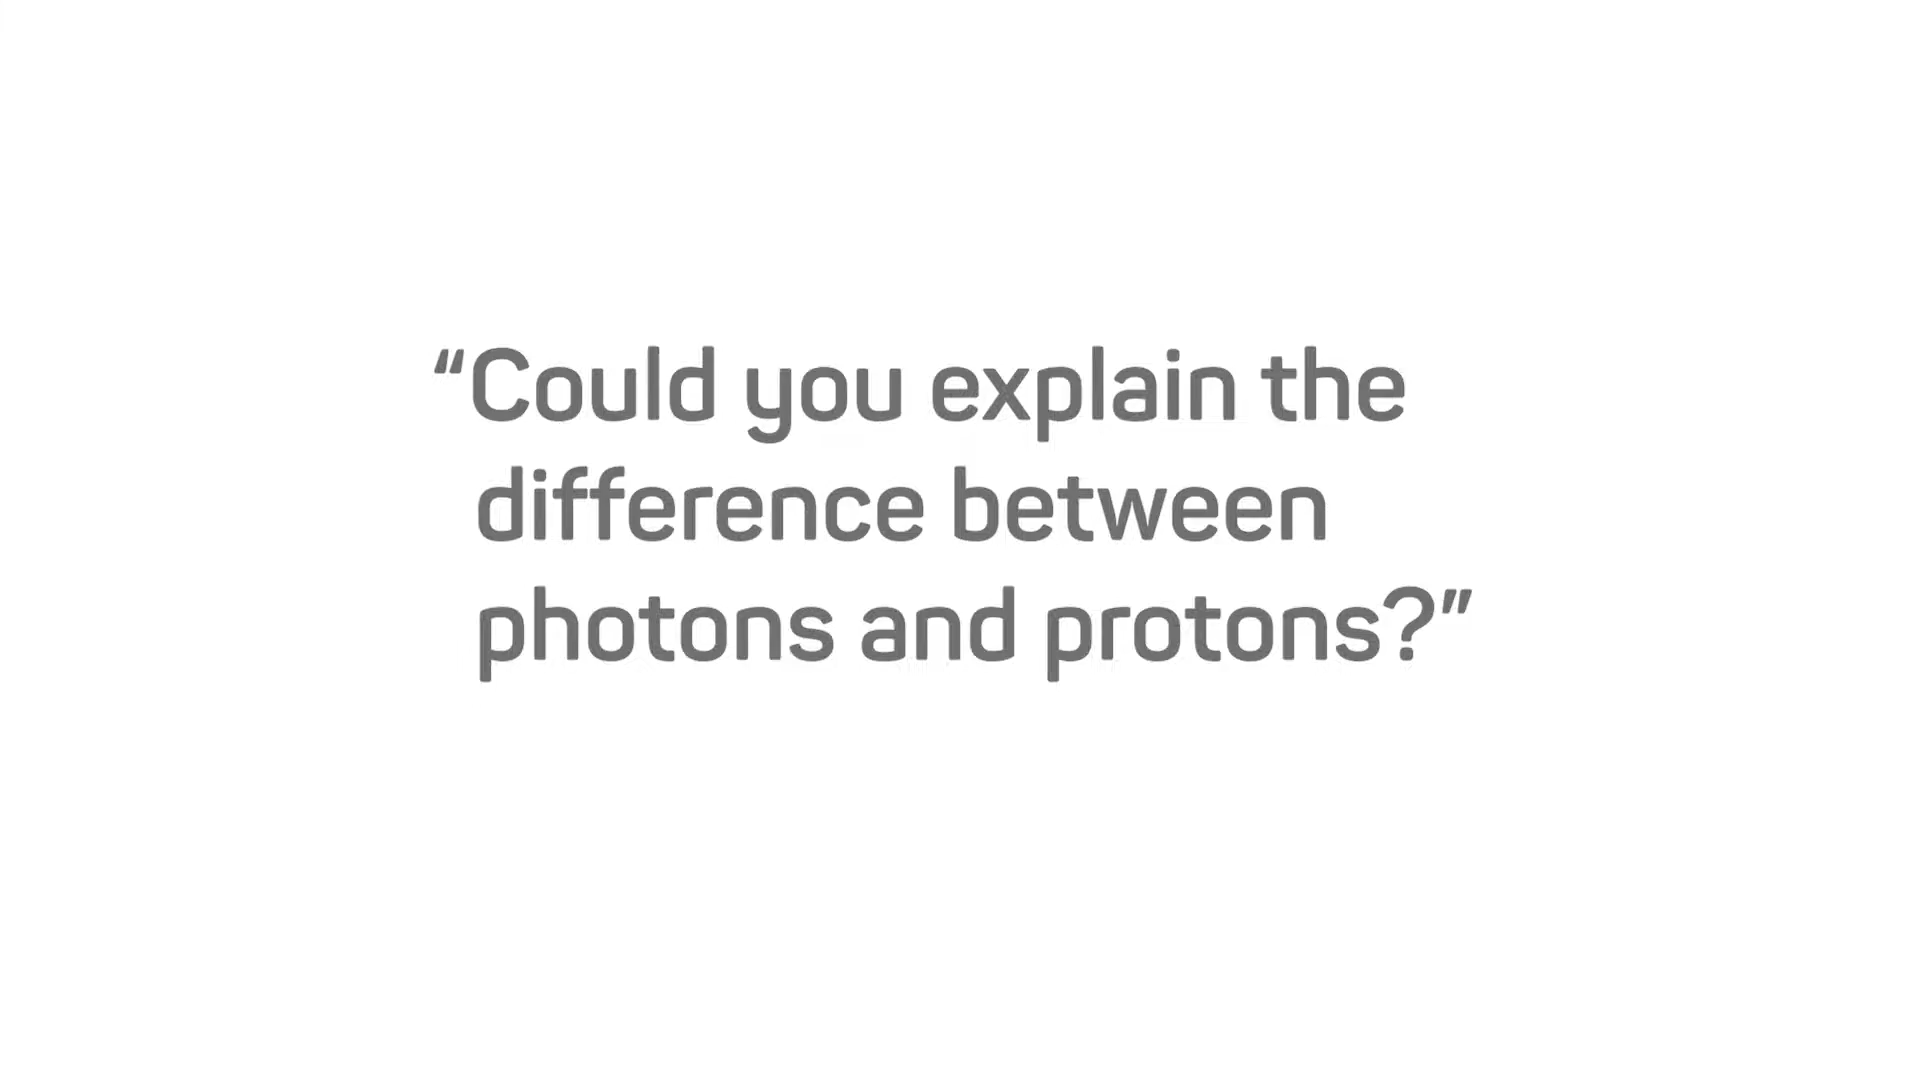 “Could you explain the
difference between
photons and protons?”